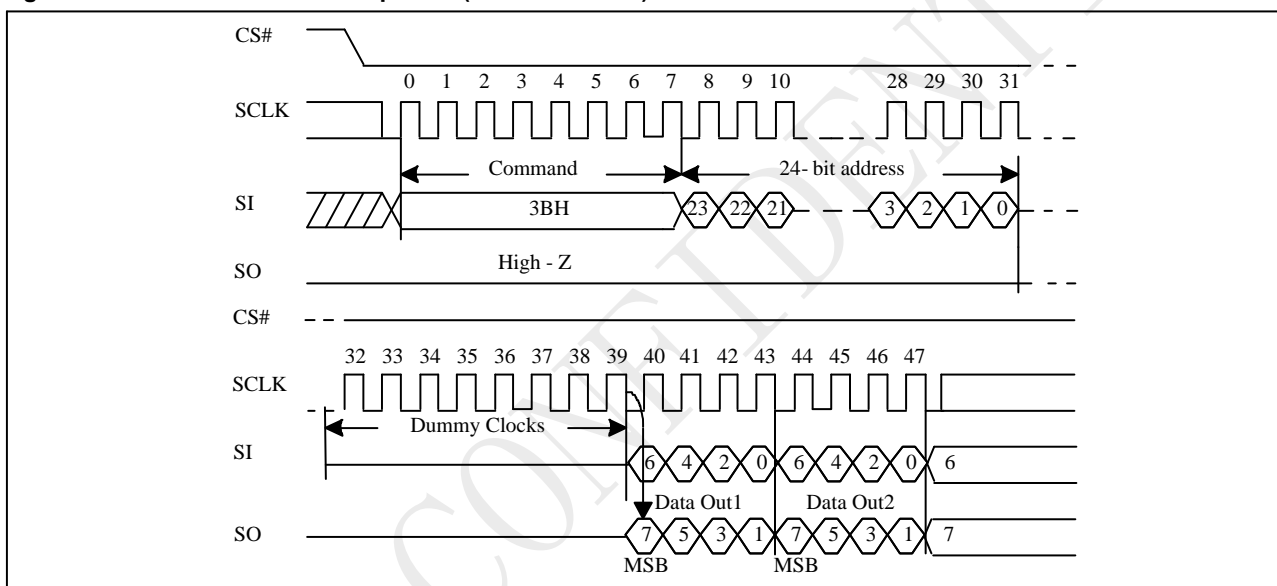 CS#
0 1 2 3 4 5 6 7 8 9 10 28 29 30 31
SCLK
Command 24- bit address
SI 3BH 23 22 21 3 2 1 0
High - Z
SO
CS#
32 33 34 35 36 37 38 39 40 41 42 43 44 45 46 47
SCLK
Dummy Clocks
SI 6 4 2 0 6 4 2 0 6
Data Out1 Data Out2
SO 7 5 3 1 7 5 3 1 7
MSB MSB